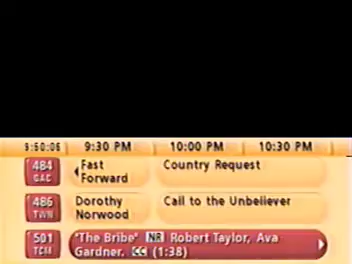 9:50:06 9:30 PM 10:00 PM 10:30 PM
484 Fast Country Request
GAC Forward
486 Dorothy Call to the Unbeliever
TWN Norwood
501 "The Bribe" NR Robert Taylor, Ava
TCM Gardner. CC (1:38)